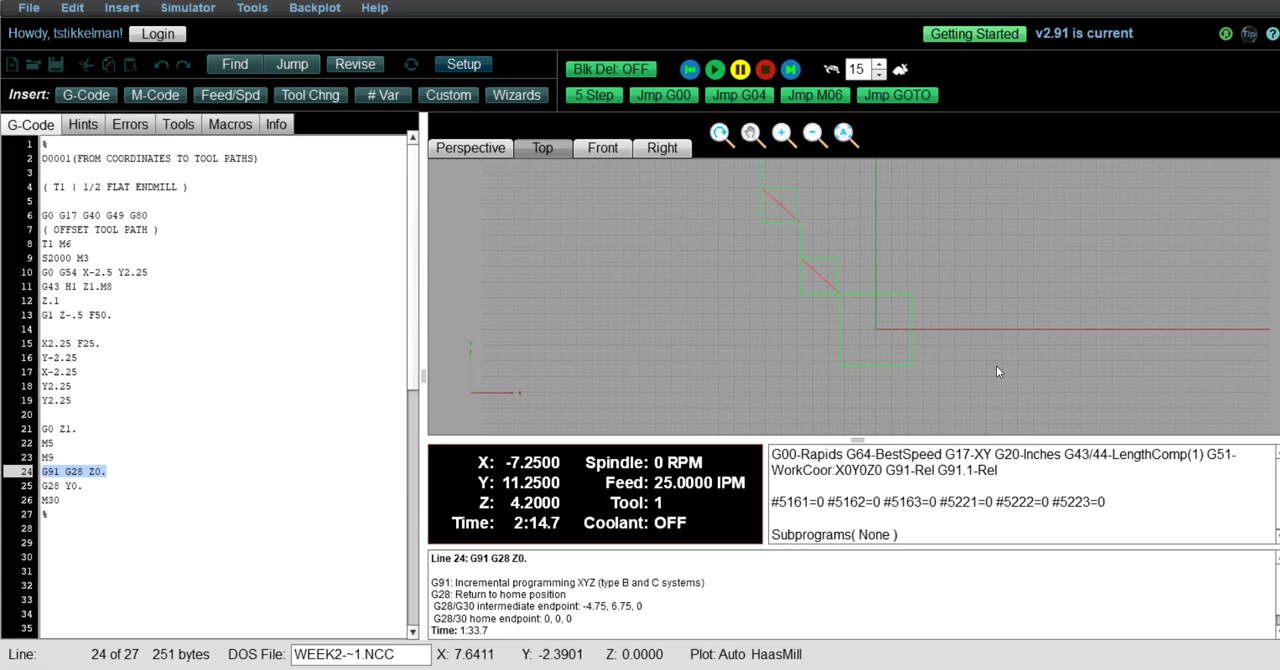 File Edit Insert Simulator Tools Backplot Help
Howdy, tstikkelman! Login
Getting Started v2.91 is current Tip ?
Find Jump Revise Setup
Blk Del: OFF 15
Insert: G-Code M-Code Feed/Spd Tool Chng # Var Custom Wizards
5 Step Jmp G00 Jmp G04 Jmp M06 Jmp GOTO
G-Code Hints Errors Tools Macros Info
Perspective Top Front Right
1 %
2 O0001(FROM COORDINATES TO TOOL PATHS)
3
4 ( T1 | 1/2 FLAT ENDMILL )
5
6 G0 G17 G40 G49 G80
7 ( OFFSET TOOL PATH )
8 T1 M6
9 S2000 M3
10 G0 G54 X-2.5 Y2.25
11 G43 H1 Z1.M8
12 Z.1
13 G1 Z-.5 F50.
14
15 X2.25 F25.
16 Y-2.25
17 X-2.25
18 Y2.25
19 Y2.25
20
21 G0 Z1.
22 M5
23 M9
24 G91 G28 Z0.
25 G28 Y0.
26 M30
27 %
28
29
30
31
32
33
34
35
Y
X
X: -7.2500 Spindle: 0 RPM
Y: 11.2500 Feed: 25.0000 IPM
Z: 4.2000 Tool: 1
Time: 2:14.7 Coolant: OFF
G00-Rapids G64-BestSpeed G17-XY G20-Inches G43/44-LengthComp(1) G51-
WorkCoor:X0Y0Z0 G91-Rel G91.1-Rel
#5161=0 #5162=0 #5163=0 #5221=0 #5222=0 #5223=0
Subprograms( None )
Line 24: G91 G28 Z0.
G91: Incremental programming XYZ (type B and C systems)
G28: Return to home position
G28/G30 intermediate endpoint: -4.75, 6.75, 0
G28/30 home endpoint: 0, 0, 0
Time: 1:33.7
Line: 24 of 27 251 bytes DOS File: WEEK2-~1.NCC X: 7.6411 Y: -2.3901 Z: 0.0000 Plot: Auto HaasMill